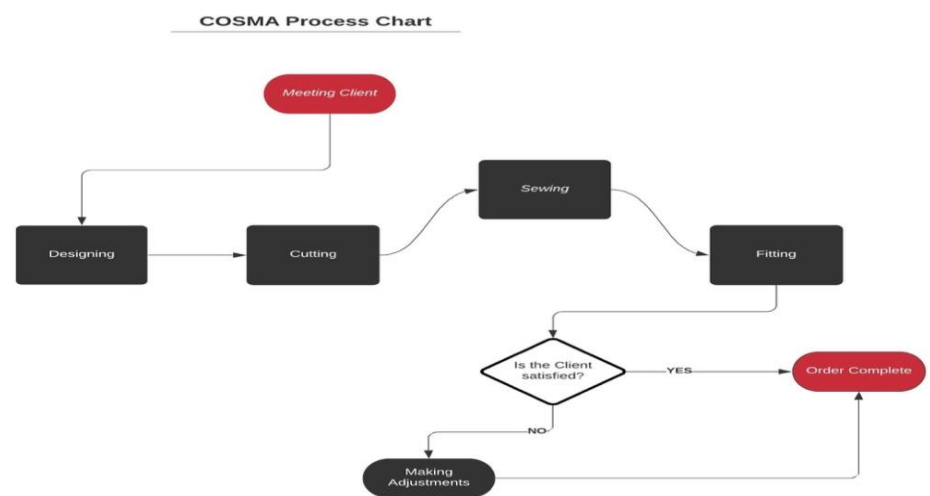 COSMA Process Chart
Meeting Client
Sewing
Designing
Cutting
Fitting
Is the Client
satisfied?
YES
Order Complete
NO
Making
Adjustments